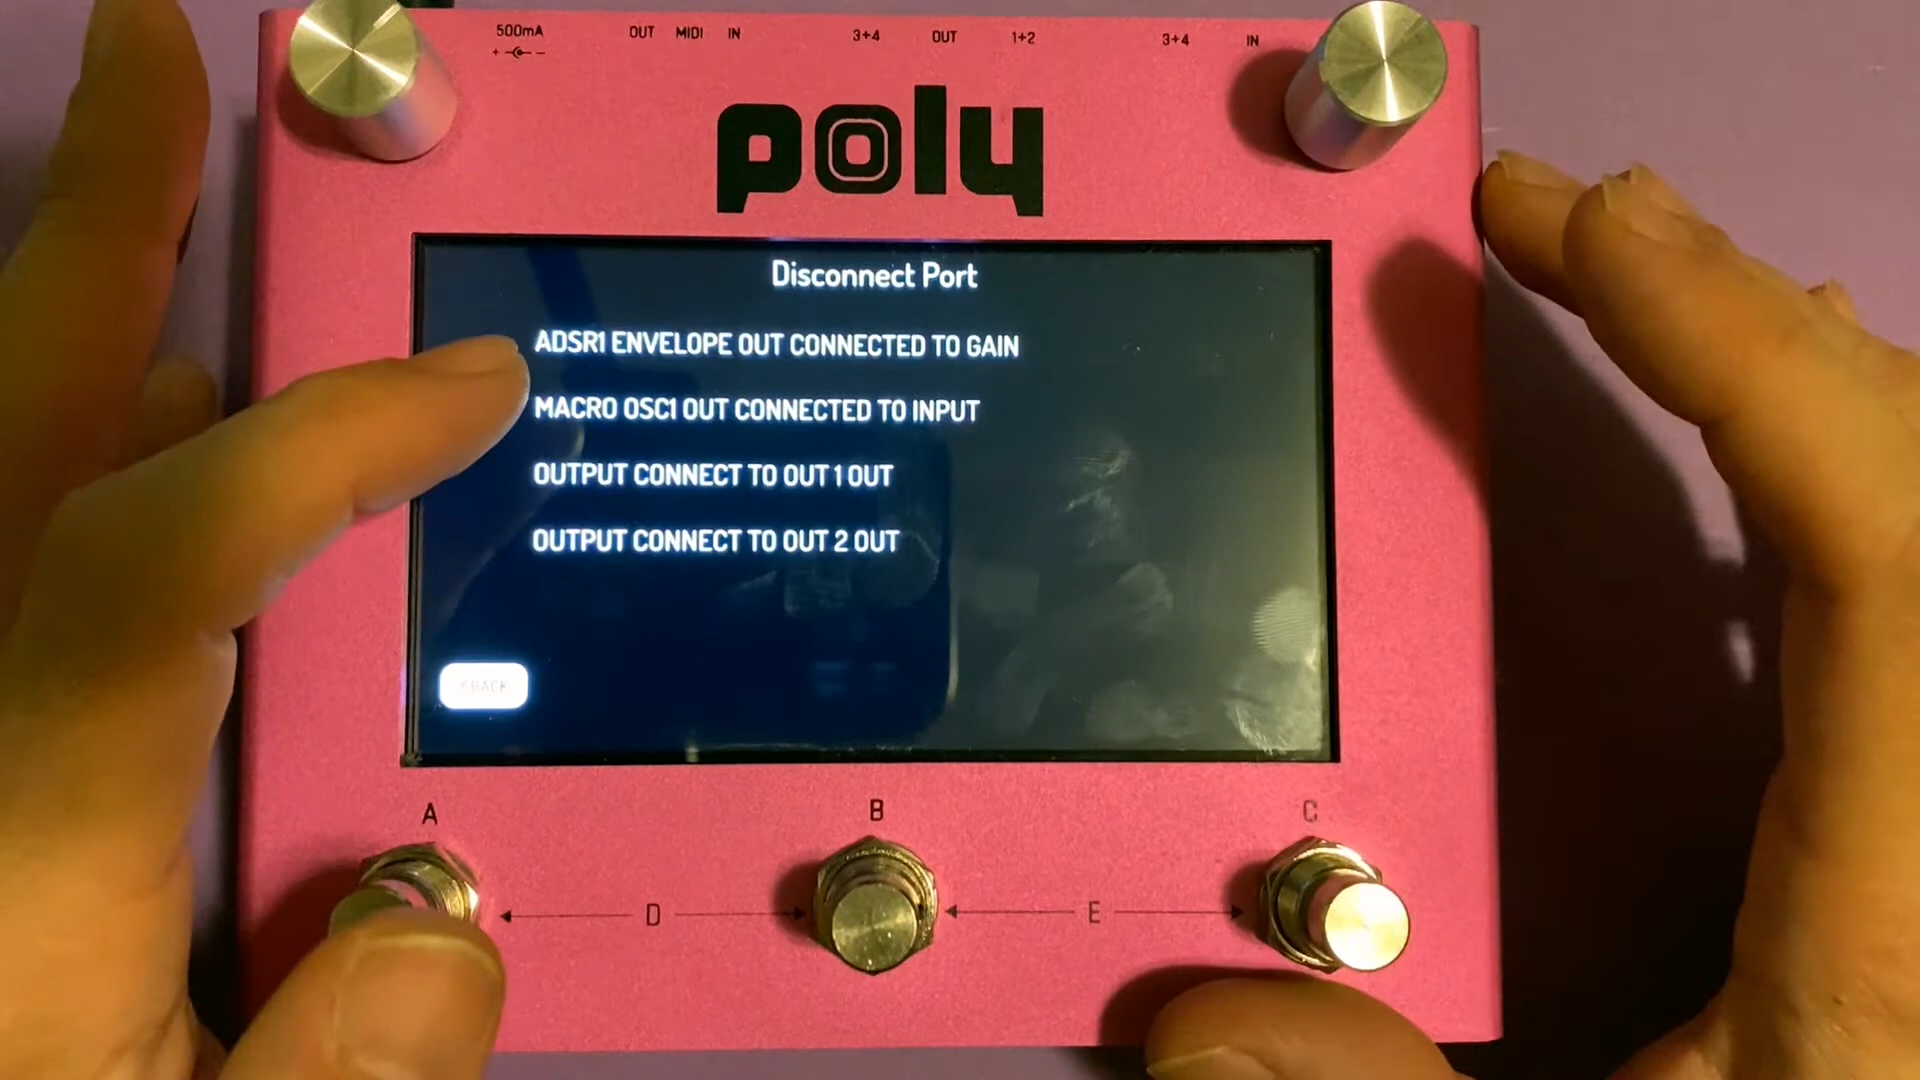 500mA
OUT MIDI IN
3+4 OUT 1+2
3+4 IN
poly
Disconnect Port
ADSR1 ENVELOPE OUT CONNECTED TO GAIN
MACRO OSC1 OUT CONNECTED TO INPUT
OUTPUT CONNECT TO OUT 1 OUT
OUTPUT CONNECT TO OUT 2 OUT
<BACK
A
B
C
D
E